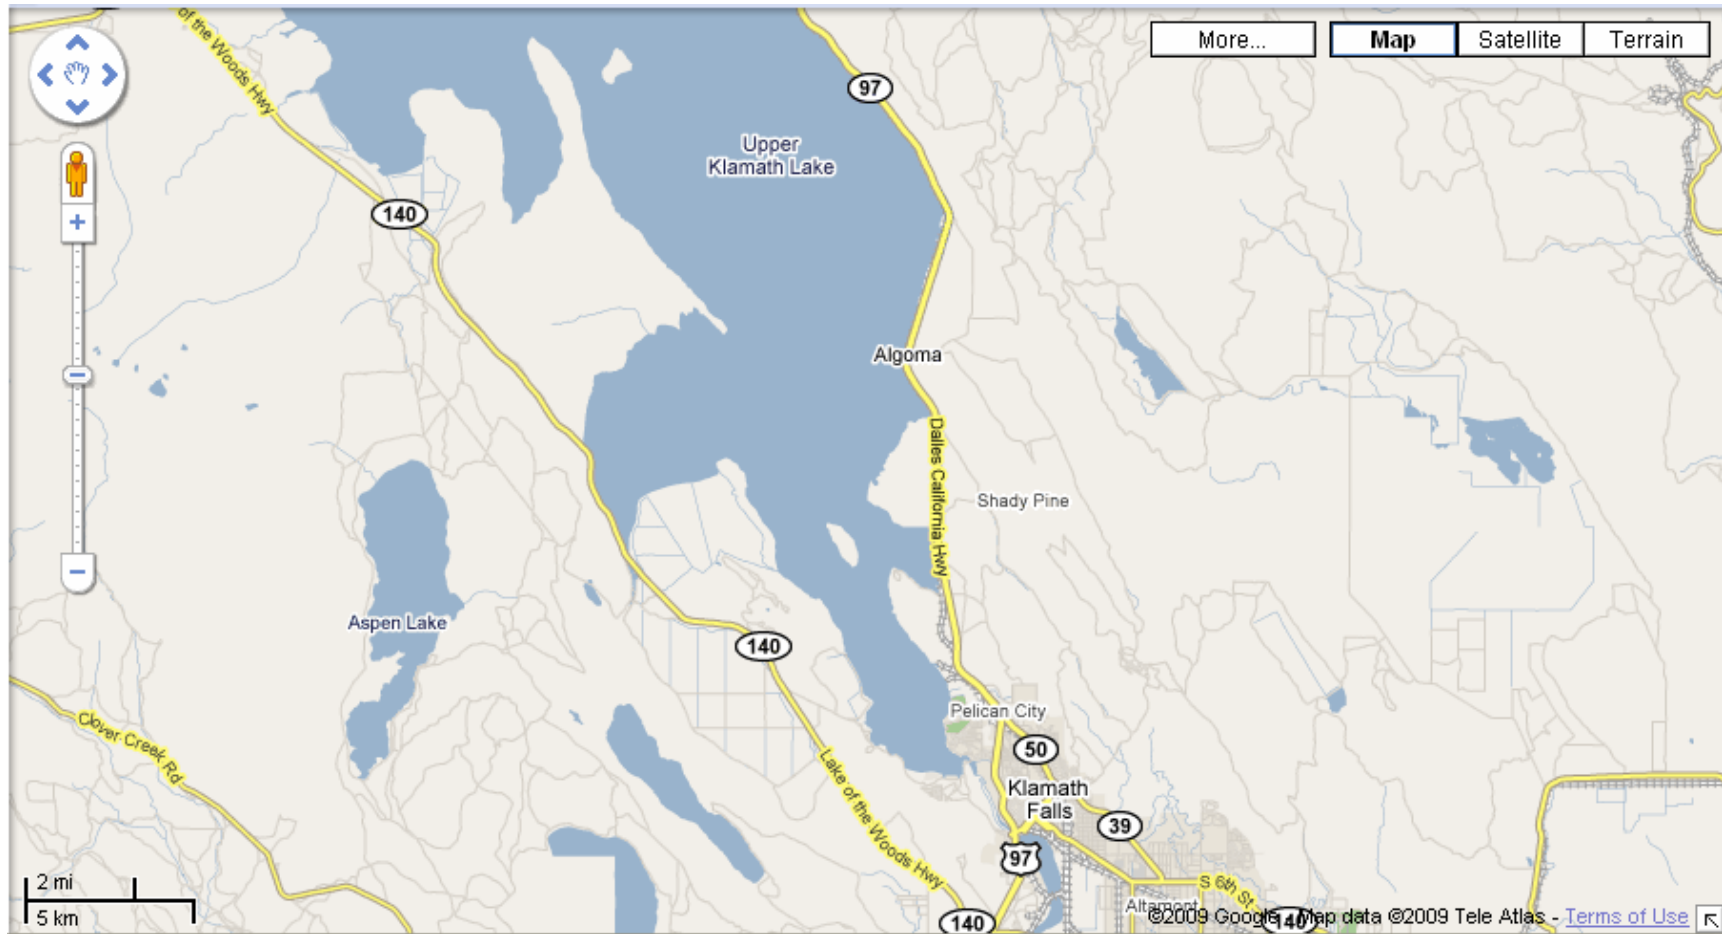 of the Woods Hwy
97
More...
Map
Satellite
Terrain
Upper
Klamath Lake
140
Algoma
Dalles California Hwy
Shady Pine
Aspen Lake
140
Clover Creek Rd
Pelican City
50
Lake of the Woods Hwy
Klamath
Falls
39
97
2 mi
5 km
S 6th St
Altamont
140
140
©2009 Google - Map data ©2009 Tele Atlas - Terms of Use